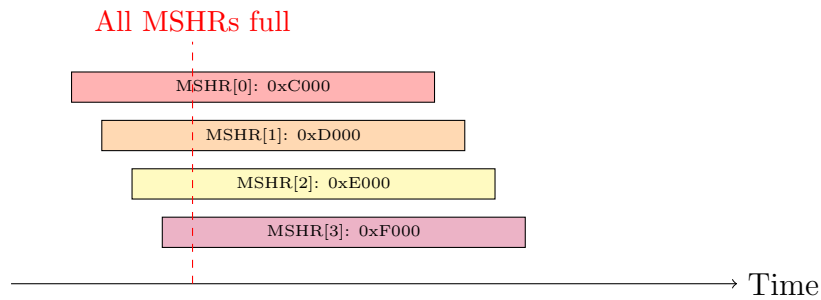 All MSHRs full
MSHR[0]: 0xC000
MSHR[1]: 0xD000
MSHR[2]: 0xE000
MSHR[3]: 0xF000
Time